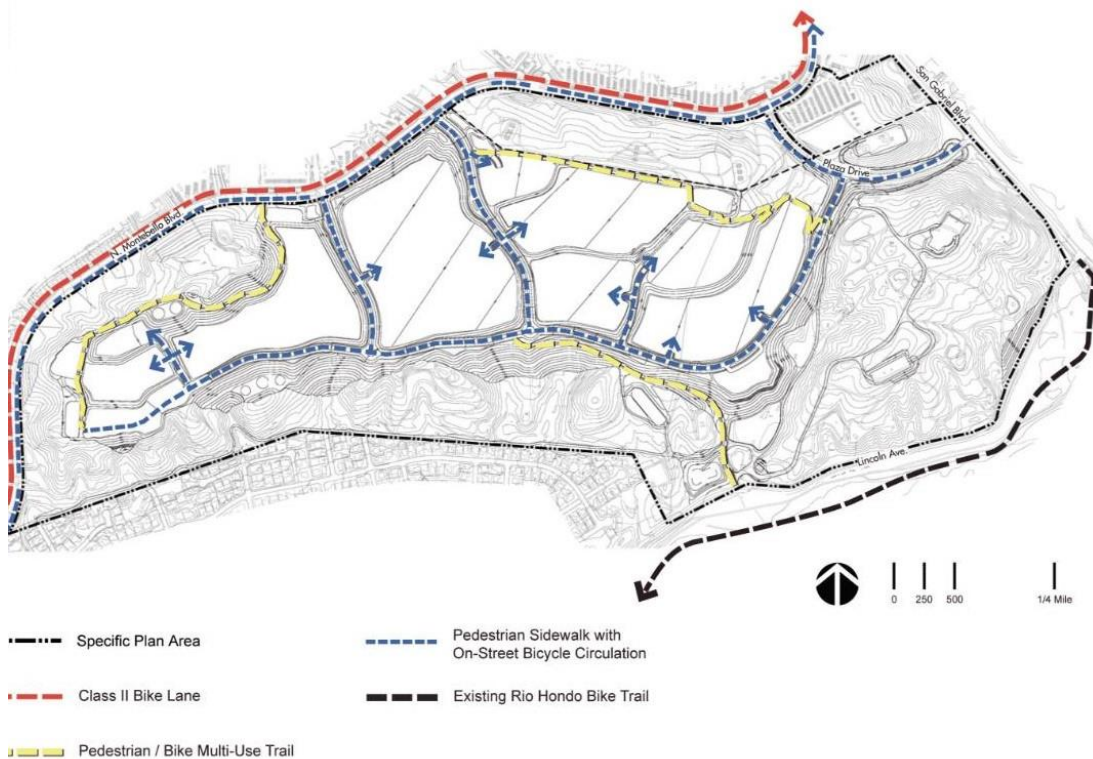 San Gabriel Blvd
Plaza Drive
N. Montebello Blvd
Lincoln Ave.
0 250 500 1/4 Mile
Specific Plan Area
Class II Bike Lane
Pedestrian / Bike Multi-Use Trail
Pedestrian Sidewalk with
On-Street Bicycle Circulation
Existing Rio Hondo Bike Trail